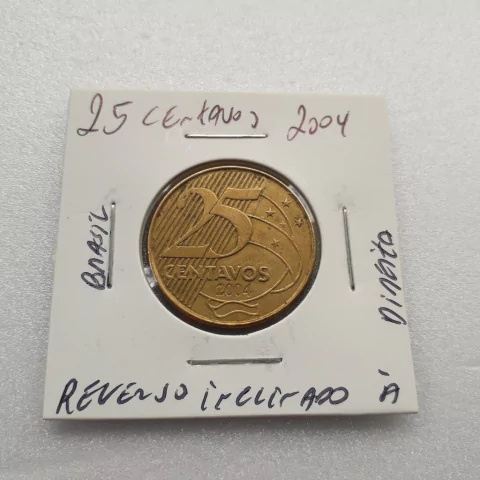 25 Centavos 2004
BRASIL
25
CENTAVOS
2004
REVERSO INCLINADO À
DIREITA